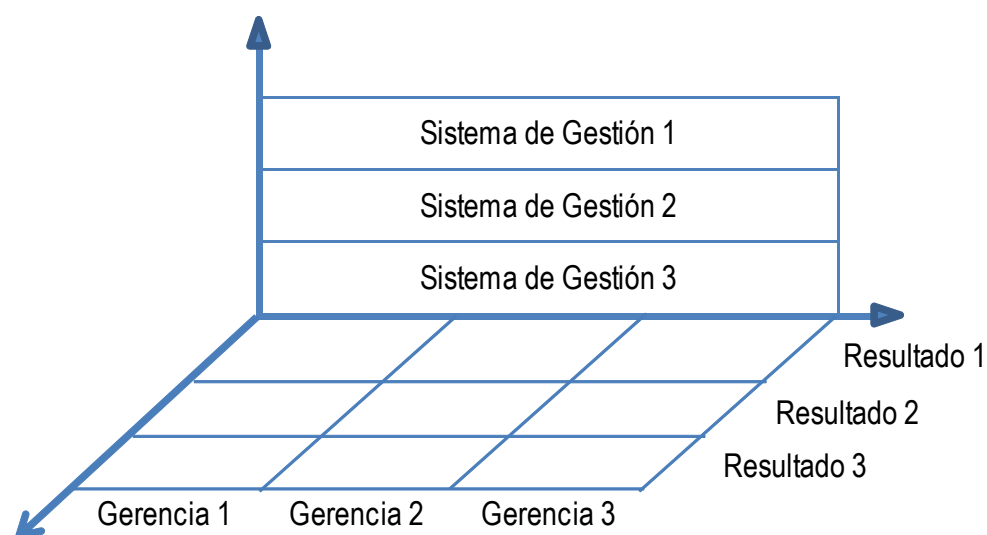 Sistema de Gestión 1
Sistema de Gestión 2
Sistema de Gestión 3
Resultado 1
Resultado 2
Resultado 3
Gerencia 1
Gerencia 2
Gerencia 3